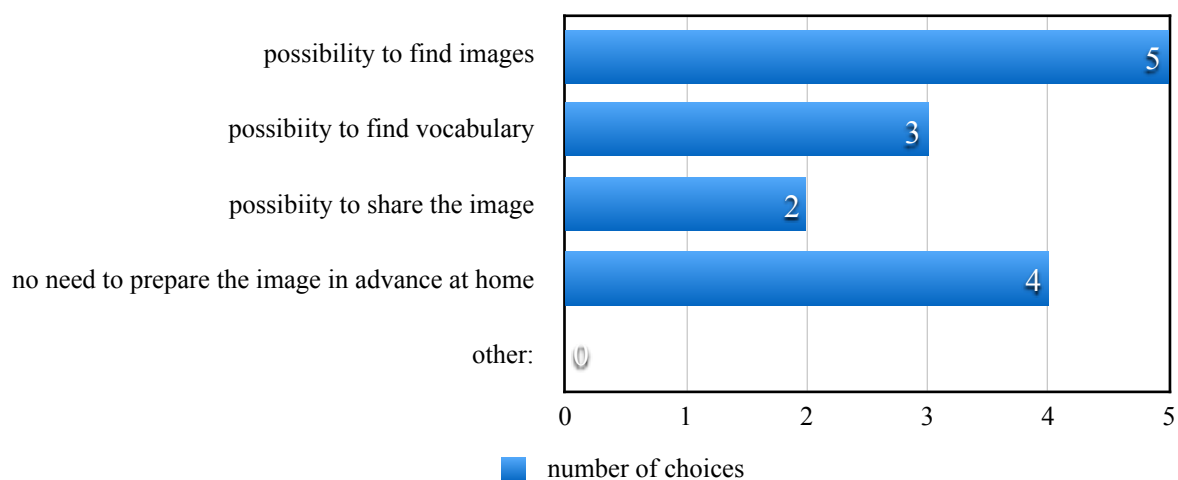 possibility to find images
5
possibiity to find vocabulary
3
possibiity to share the image
2
no need to prepare the image in advance at home
4
other:
0
0 1 2 3 4 5
number of choices